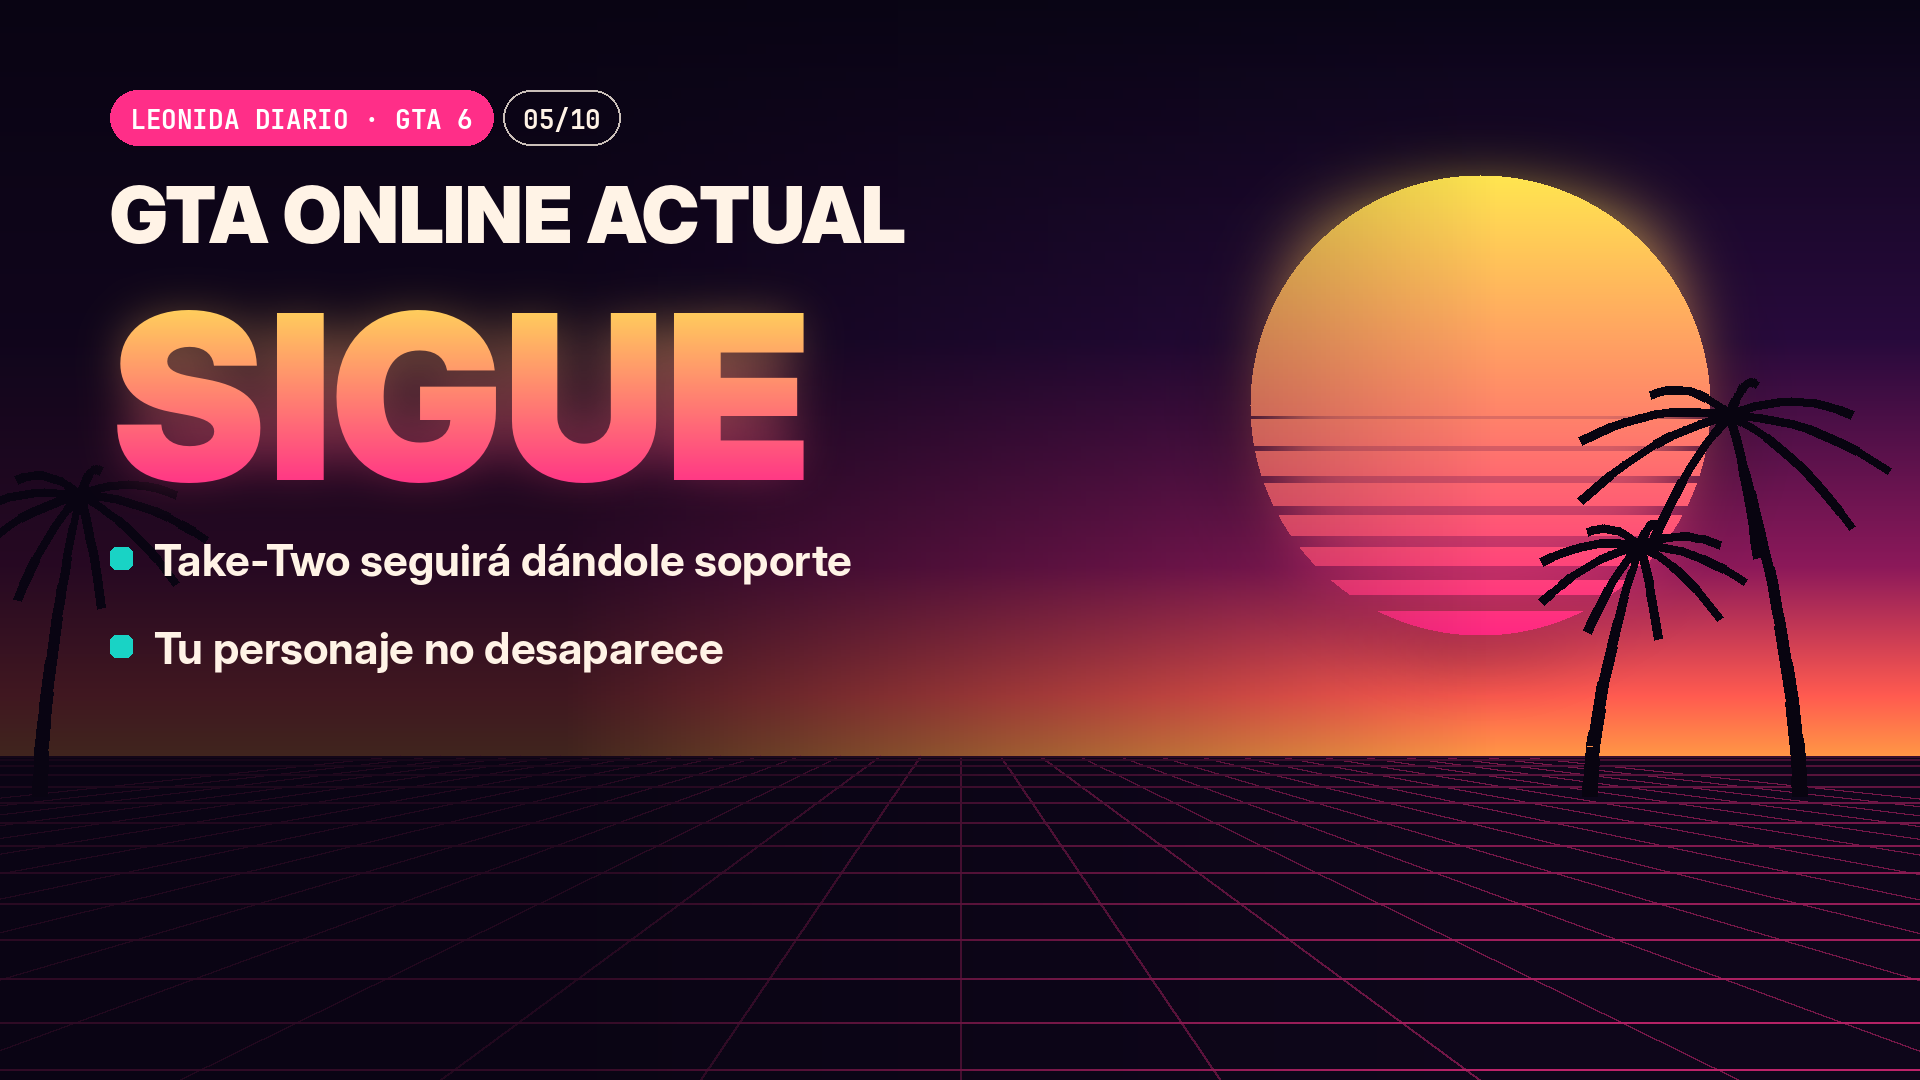 LEONIDA DIARIO · GTA 6
05/10
GTA ONLINE ACTUAL
SIGUE
Take-Two seguirá dándole soporte
Tu personaje no desaparece